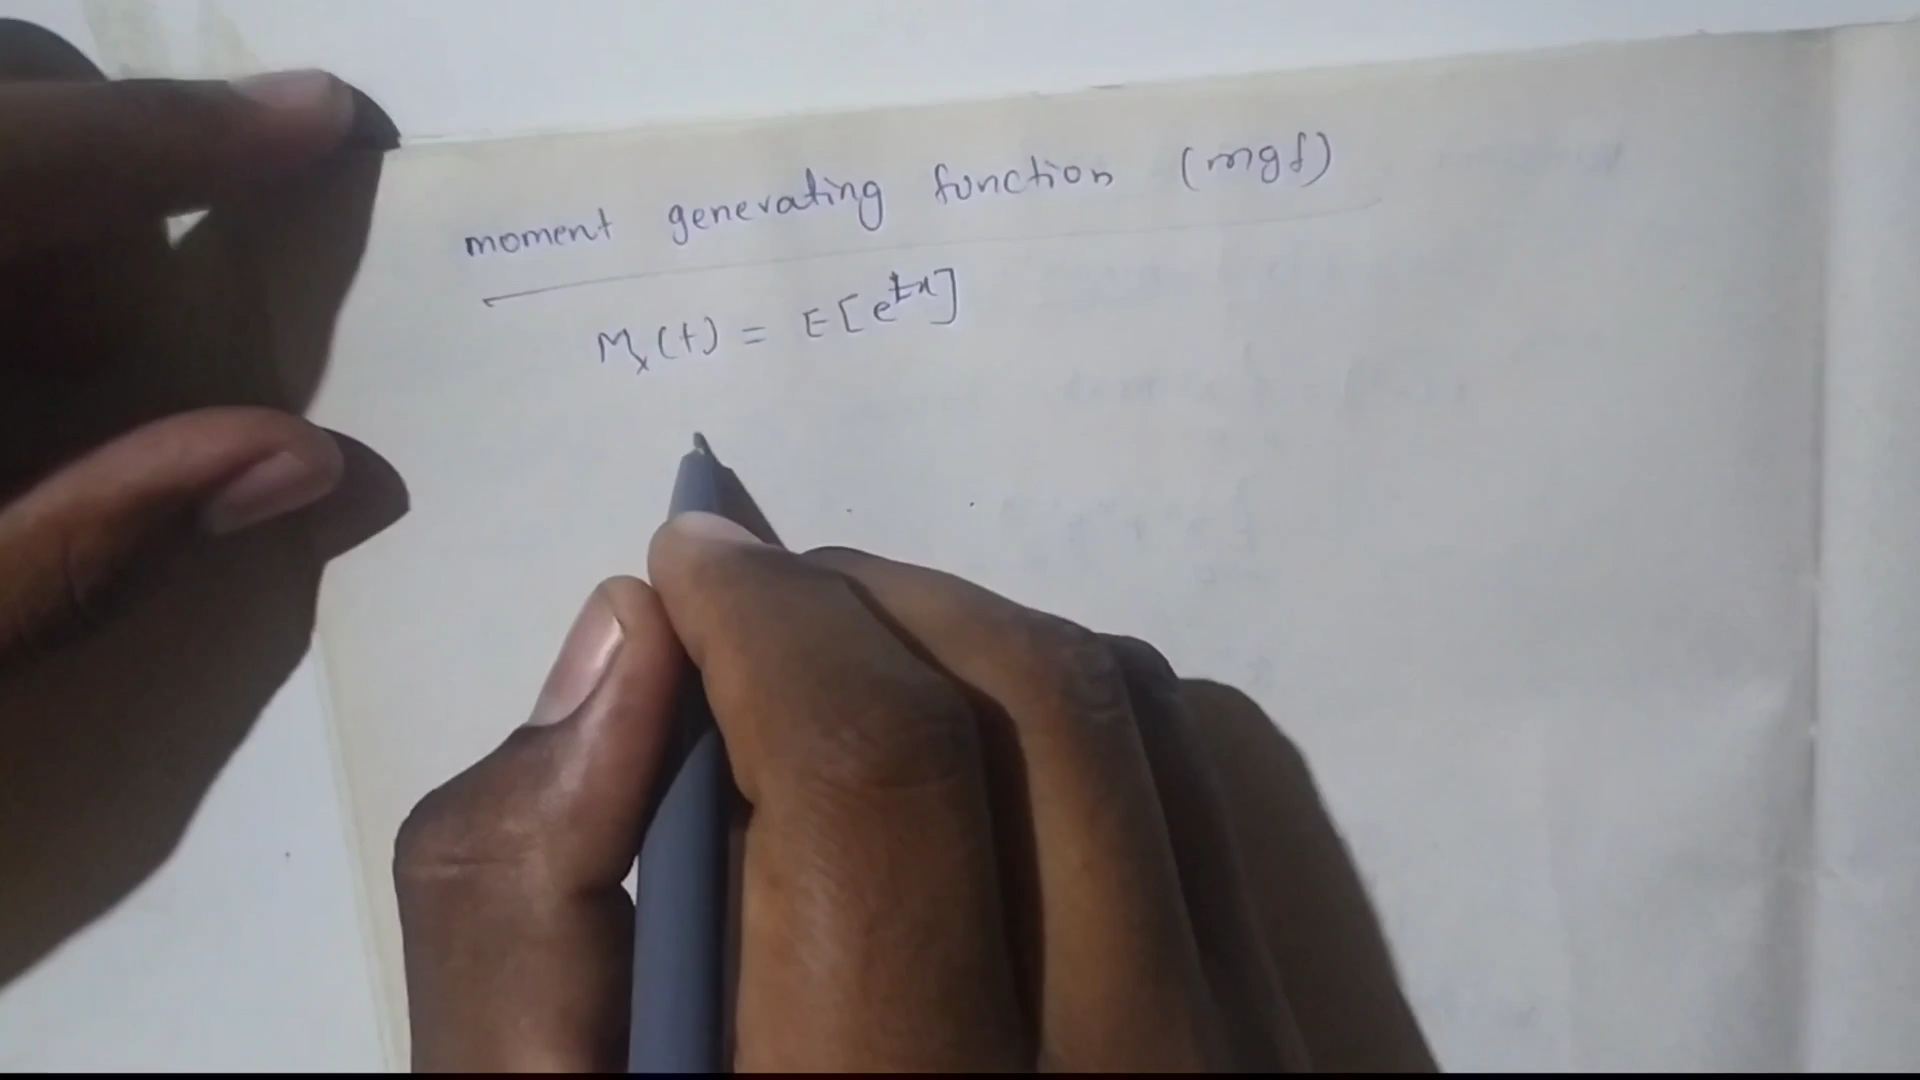 moment generating function (mgf)
Mx(t) = E[e^tx]